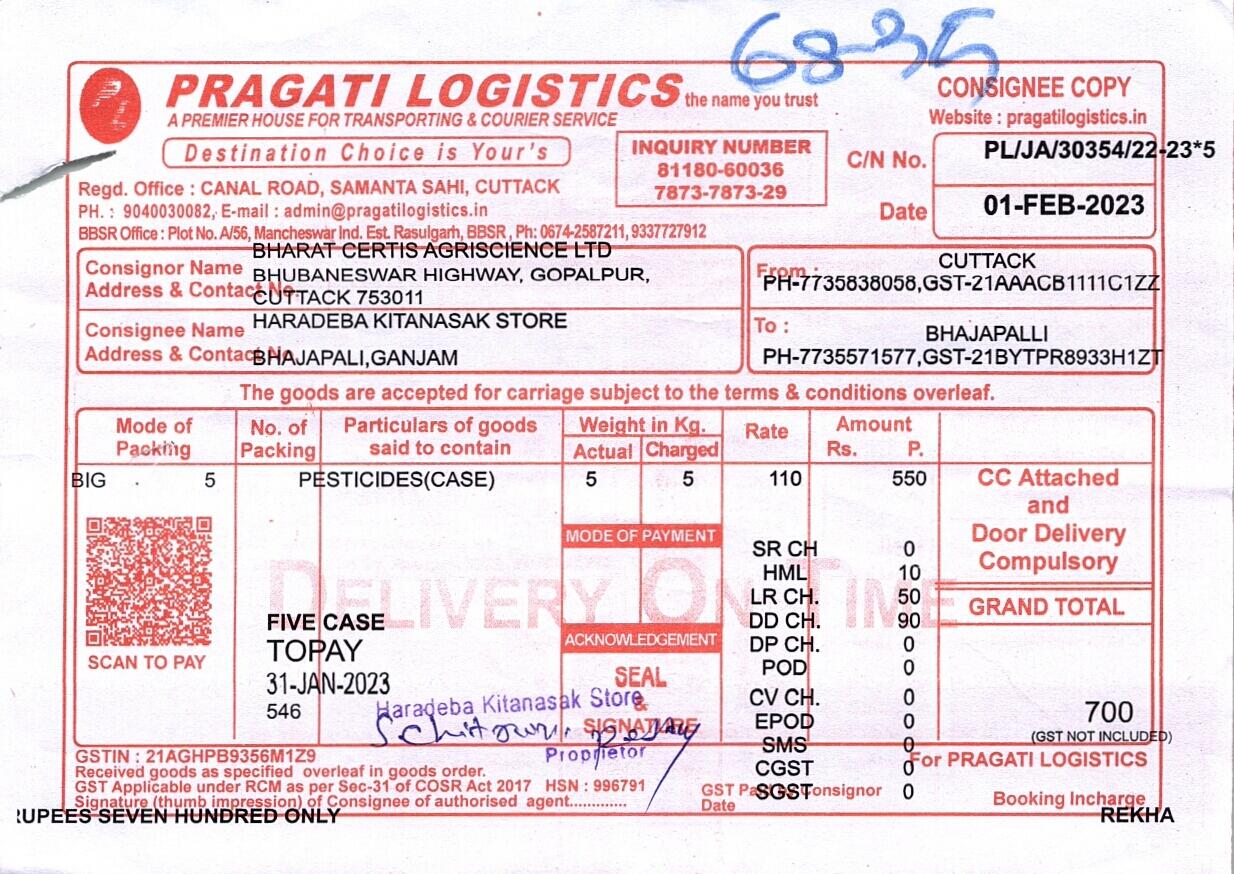 68-35
PRAGATI LOGISTICS the name you trust
CONSIGNEE COPY
A PREMIER HOUSE FOR TRANSPORTING & COURIER SERVICE
Website : pragatilogistics.in
Destination Choice is Your's
INQUIRY NUMBER
81180-60036
7873-7873-29
C/N No. PL/JA/30354/22-23*5
Date 01-FEB-2023
Regd. Office : CANAL ROAD, SAMANTA SAHI, CUTTACK
PH. : 9040030082, E-mail : admin@pragatilogistics.in
BBSR Office : Plot No. A/56, Mancheswar Ind. Est. Rasulgarh, BBSR, Ph: 0674-2587211, 9337727912
Consignor Name
Address & Contact No.
BHARAT CERTIS AGRISCIENCE LTD
BHUBANESWAR HIGHWAY, GOPALPUR,
CUTTACK 753011
From : CUTTACK
PH-7735838058,GST-21AAACB1111C1ZZ
Consignee Name HARADEBA KITANASAK STORE
Address & Contact No. BHAJAPALI,GANJAM
To : BHAJAPALLI
PH-7735571577,GST-21BYTPR8933H1ZT
The goods are accepted for carriage subject to the terms & conditions overleaf.
Mode of Packing
No. of Packing
Particulars of goods said to contain
Weight in Kg.
Actual Charged
Rate
Amount
Rs. P.
BIG 5 PESTICIDES(CASE) 5 5 110 550
CC Attached
and
Door Delivery
Compulsory
MODE OF PAYMENT
SR CH 0
HML 10
LR CH. 50
DD CH. 90
DP CH. 0
POD 0
CV CH. 0
EPOD 0
SMS 0
CGST 0
SGST 0
GRAND TOTAL
700
(GST NOT INCLUDED)
DELIVERY ON TIME
SCAN TO PAY
FIVE CASE
TOPAY
31-JAN-2023
546
ACKNOWLEDGEMENT
SEAL
&
SIGNATURE
Haradeba Kitanasak Store
Proprietor
GSTIN : 21AGHPB9356M1Z9
Received goods as specified overleaf in goods order.
GST Applicable under RCM as per Sec-31 of COSR Act 2017 HSN : 996791
Signature (thumb impression) of Consignee of authorised agent.............
GST Paid by Consignor
Date
For PRAGATI LOGISTICS
Booking Incharge
REKHA
RUPEES SEVEN HUNDRED ONLY